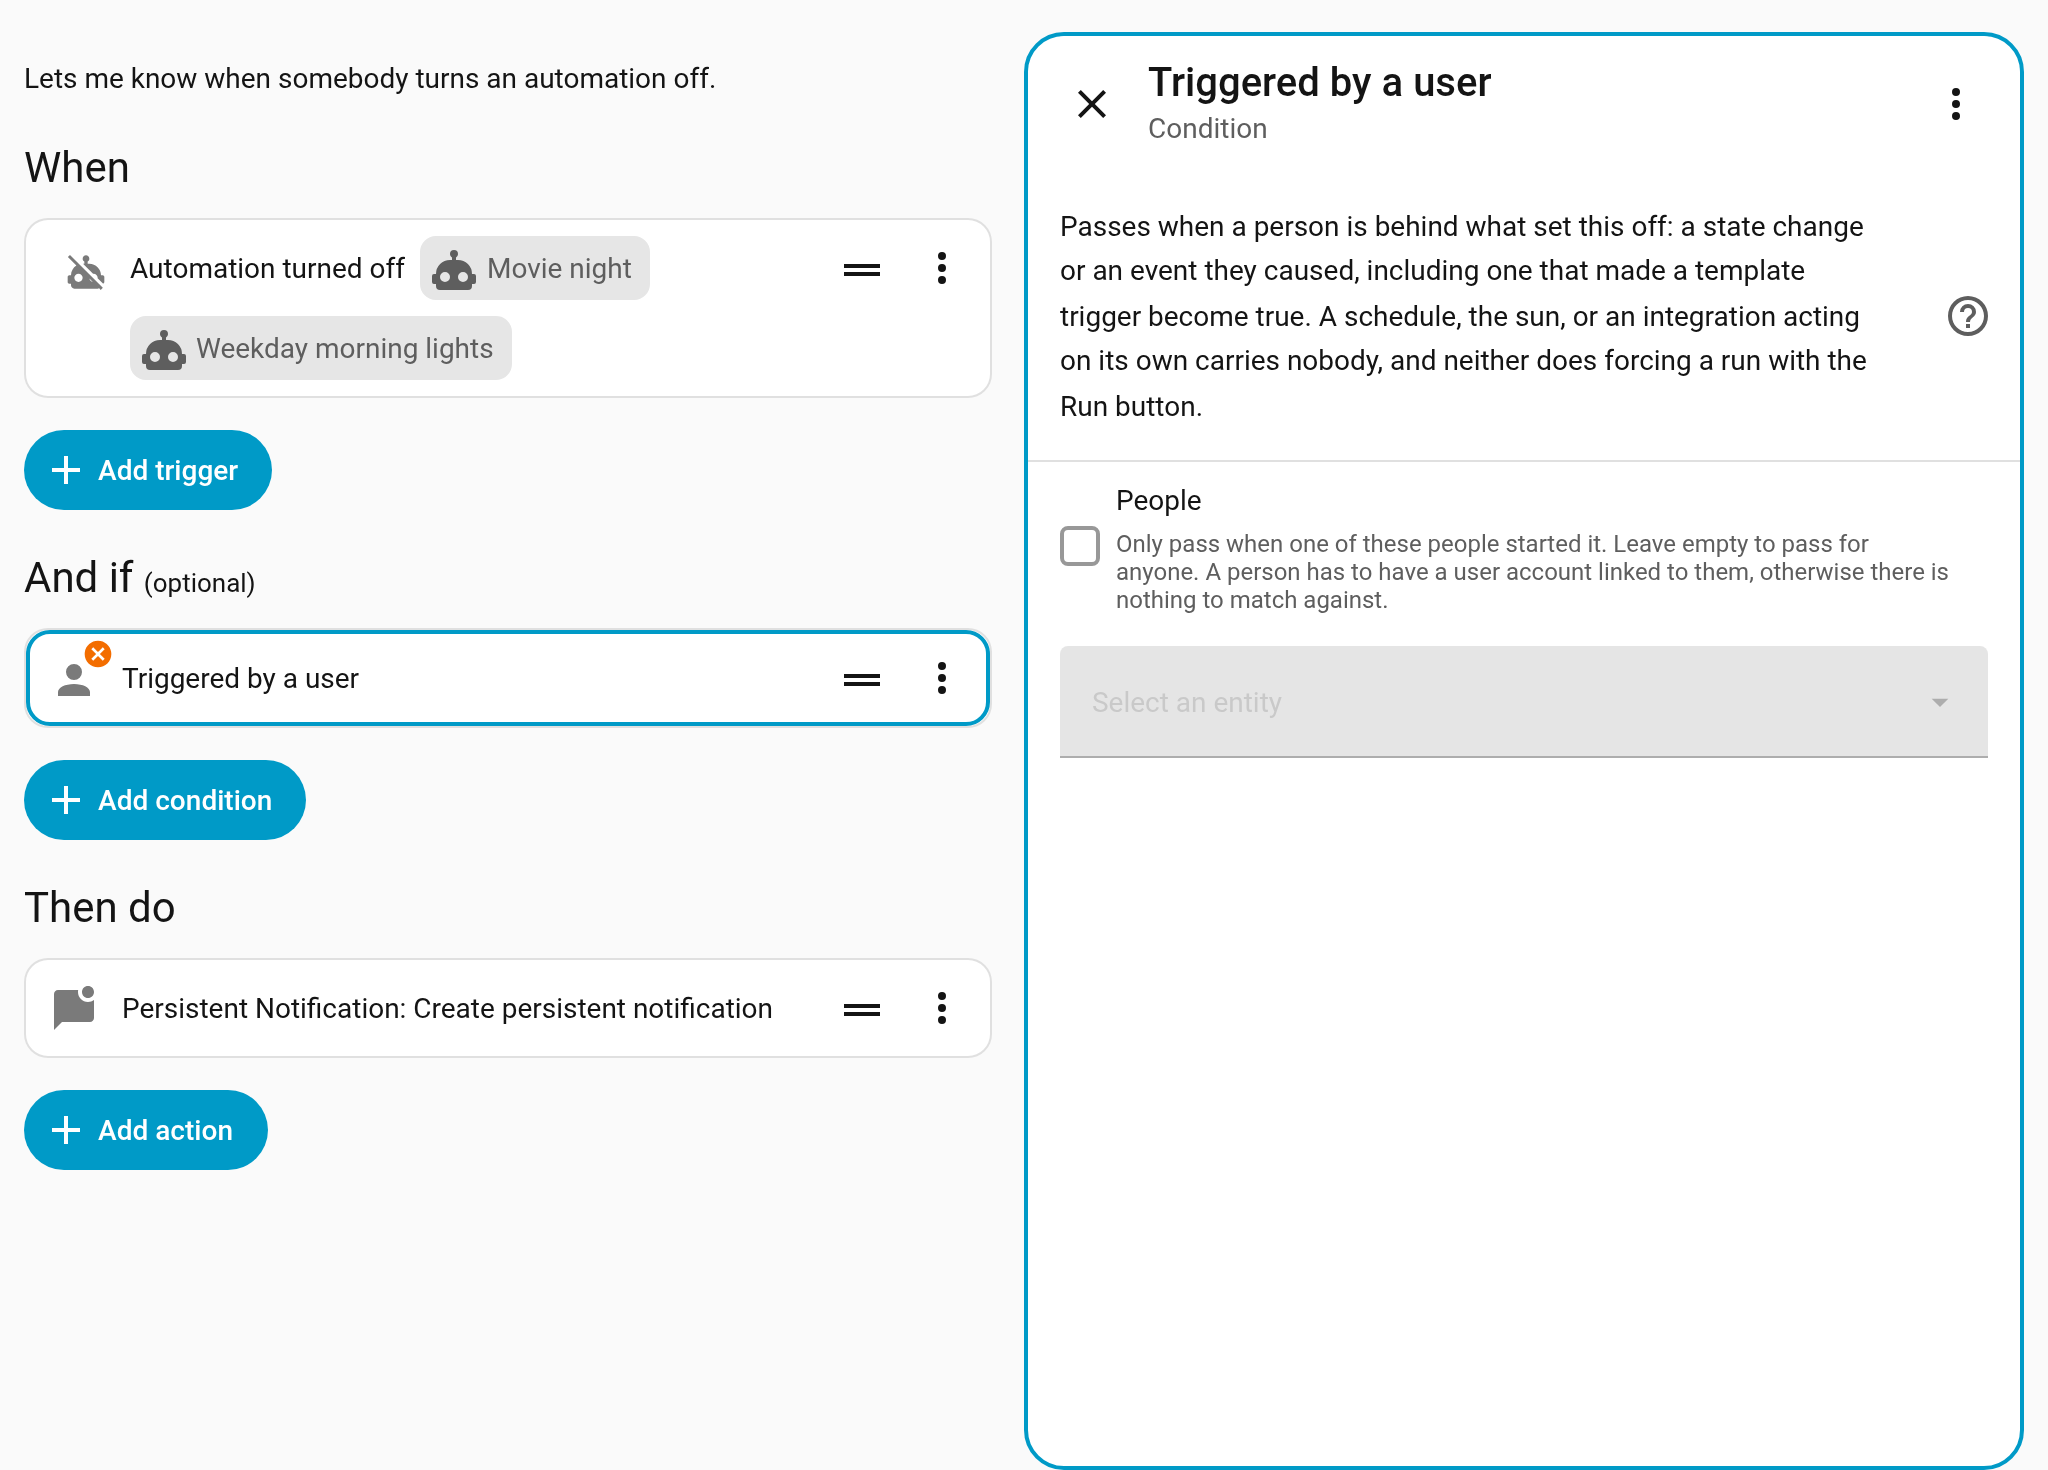 Lets me know when somebody turns an automation off.
When
Automation turned off Movie night
Weekday morning lights
Add trigger
And if (optional)
Triggered by a user
Add condition
Then do
Persistent Notification: Create persistent notification
Add action
Triggered by a user
Condition
Passes when a person is behind what set this off: a state change
or an event they caused, including one that made a template
trigger become true. A schedule, the sun, or an integration acting
on its own carries nobody, and neither does forcing a run with the
Run button.
People
Only pass when one of these people started it. Leave empty to pass for
anyone. A person has to have a user account linked to them, otherwise there is
nothing to match against.
Select an entity